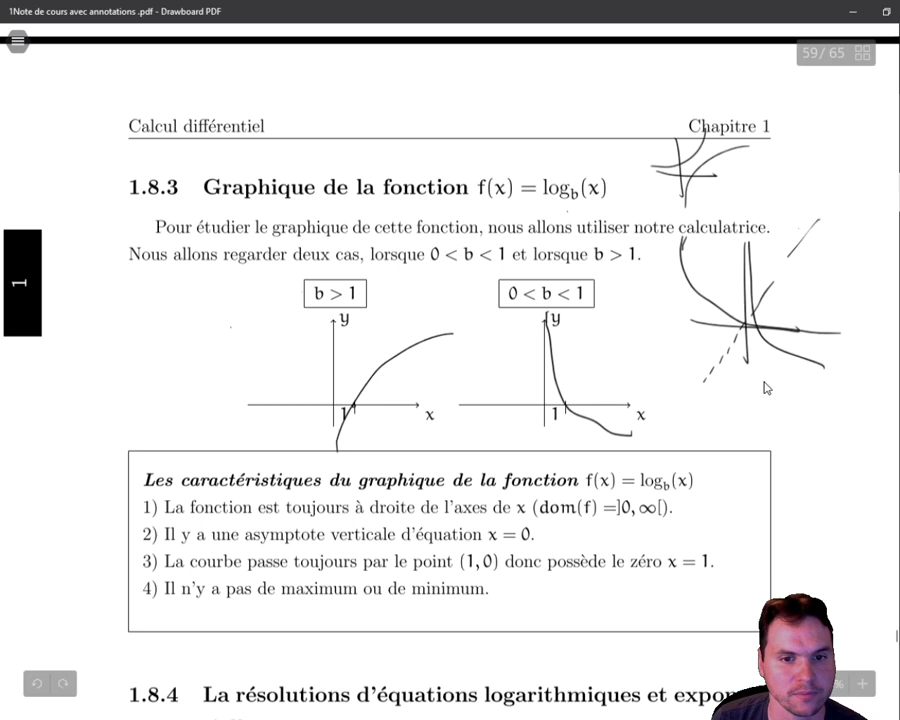 1Note de cours avec annotations .pdf - Drawboard PDF
59 / 65
Calcul différentiel Chapitre 1
1.8.3 Graphique de la fonction f(x) = log_b(x)
Pour étudier le graphique de cette fonction, nous allons utiliser notre calculatrice.
Nous allons regarder deux cas, lorsque 0 < b < 1 et lorsque b > 1.
1
b > 1
0 < b < 1
y
y
1
x
1
x
Les caractéristiques du graphique de la fonction f(x) = log_b(x)
1) La fonction est toujours à droite de l'axes de x (dom(f) =]0, ∞[).
2) Il y a une asymptote verticale d'équation x = 0.
3) La courbe passe toujours par le point (1, 0) donc possède le zéro x = 1.
4) Il n'y a pas de maximum ou de minimum.
1.8.4 La résolutions d'équations logarithmiques et